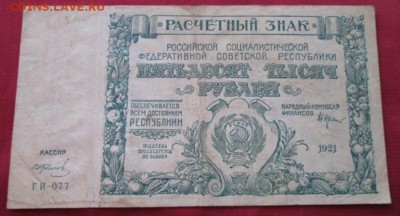 COINS.LAVE.RU
РАСЧЕТНЫЙ ЗНАК
РОССИЙСКОЙ СОЦИАЛИСТИЧЕСКОЙ
ФЕДЕРАТИВНОЙ СОВЕТСКОЙ РЕСПУБЛИКИ
ПЯТЬДЕСЯТ ТЫСЯЧ
РУБЛЕЙ
ОБЕСПЕЧИВАЕТСЯ
ВСЕМ ДОСТОЯНИЕМ
РЕСПУБЛИКИ
НАРОДНЫЙ КОМИССАР
ФИНАНСОВ
1921
КАССИР
ГИ-077
ПОДДЕЛКА
ПРЕСЛЕДУЕТСЯ
ПО ЗАКОНУ